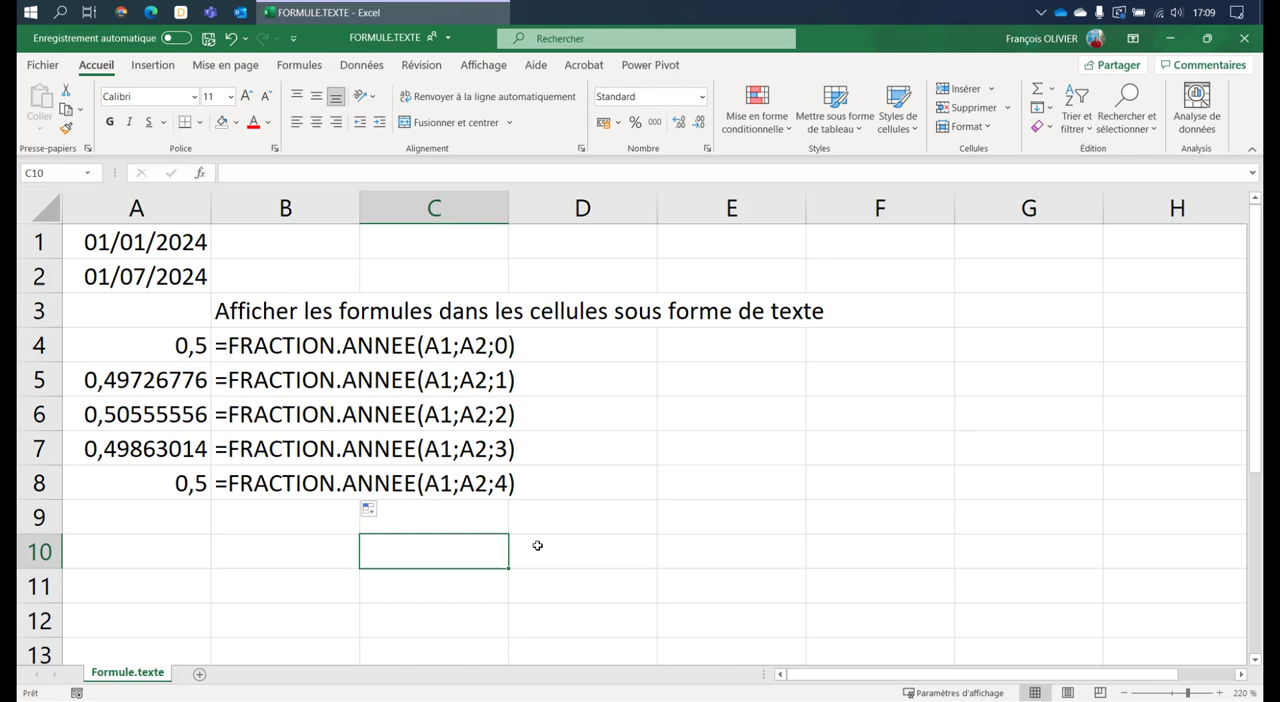 FORMULE.TEXTE - Excel
17:09
Enregistrement automatique
FORMULE.TEXTE
Rechercher
François OLIVIER
Fichier Accueil Insertion Mise en page Formules Données Révision Affichage Aide Acrobat Power Pivot
Partager Commentaires
Coller
Presse-papiers
Calibri 11
G I S
Police
Renvoyer à la ligne automatiquement
Fusionner et centrer
Alignement
Standard
% 000
Nombre
Mise en forme conditionnelle
Mettre sous forme de tableau
Styles de cellules
Styles
Insérer
Supprimer
Format
Cellules
Trier et filtrer
Rechercher et sélectionner
Édition
Analyse de données
Analysis
C10
fx
A B C D E F G H
1 01/01/2024
2 01/07/2024
3 Afficher les formules dans les cellules sous forme de texte
4 0,5 =FRACTION.ANNEE(A1;A2;0)
5 0,49726776 =FRACTION.ANNEE(A1;A2;1)
6 0,50555556 =FRACTION.ANNEE(A1;A2;2)
7 0,49863014 =FRACTION.ANNEE(A1;A2;3)
8 0,5 =FRACTION.ANNEE(A1;A2;4)
9
10
11
12
13
Formule.texte
Prêt
Paramètres d'affichage
220 %